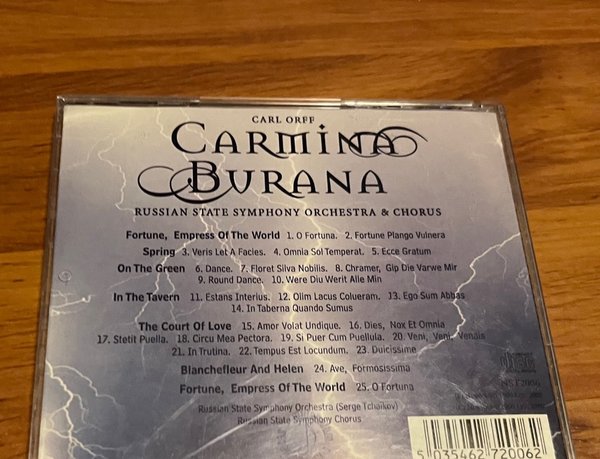 CARL ORFF
CARMINA
BURANA
RUSSIAN STATE SYMPHONY ORCHESTRA & CHORUS
Fortune, Empress Of The World 1. O Fortuna. 2. Fortune Plango Vulnera
Spring 3. Veris Let A Facies. 4. Omnia Sol Temperat. 5. Ecce Gratum
On The Green 6. Dance. 7. Floret Silva Nobilis. 8. Chramer, Gip Die Varwe Mir
9. Round Dance. 10. Were Diu Werit Alle Min
In The Tavern 11. Estans Interius. 12. Olim Lacus Colueram. 13. Ego Sum Abbas
14. In Taberna Quando Sumus
The Court Of Love 15. Amor Volat Undique. 16. Dies, Nox Et Omnia
17. Stetit Puella. 18. Circu Mea Pectora. 19. Si Puer Cum Puellula. 20. Veni, Veni, Venais
21. In Trutina. 22. Tempus Est Locundum. 23. Dulcissime
Blanchefleur And Helen 24. Ave, Formosissima
Fortune, Empress Of The World 25. O Fortuna
Russian State Symphony Orchestra (Serge Tchaikov)
Russian State Symphony Chorus
5 035462 720062